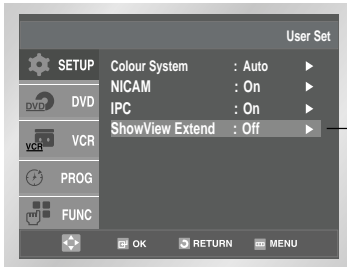 User Set
SETUP
Colour System : Auto ►
NICAM : On ►
DVD DVD
IPC : On ►
ShowView Extend : Off ►
VCR VCR
PROG
FUNC
OK RETURN MENU